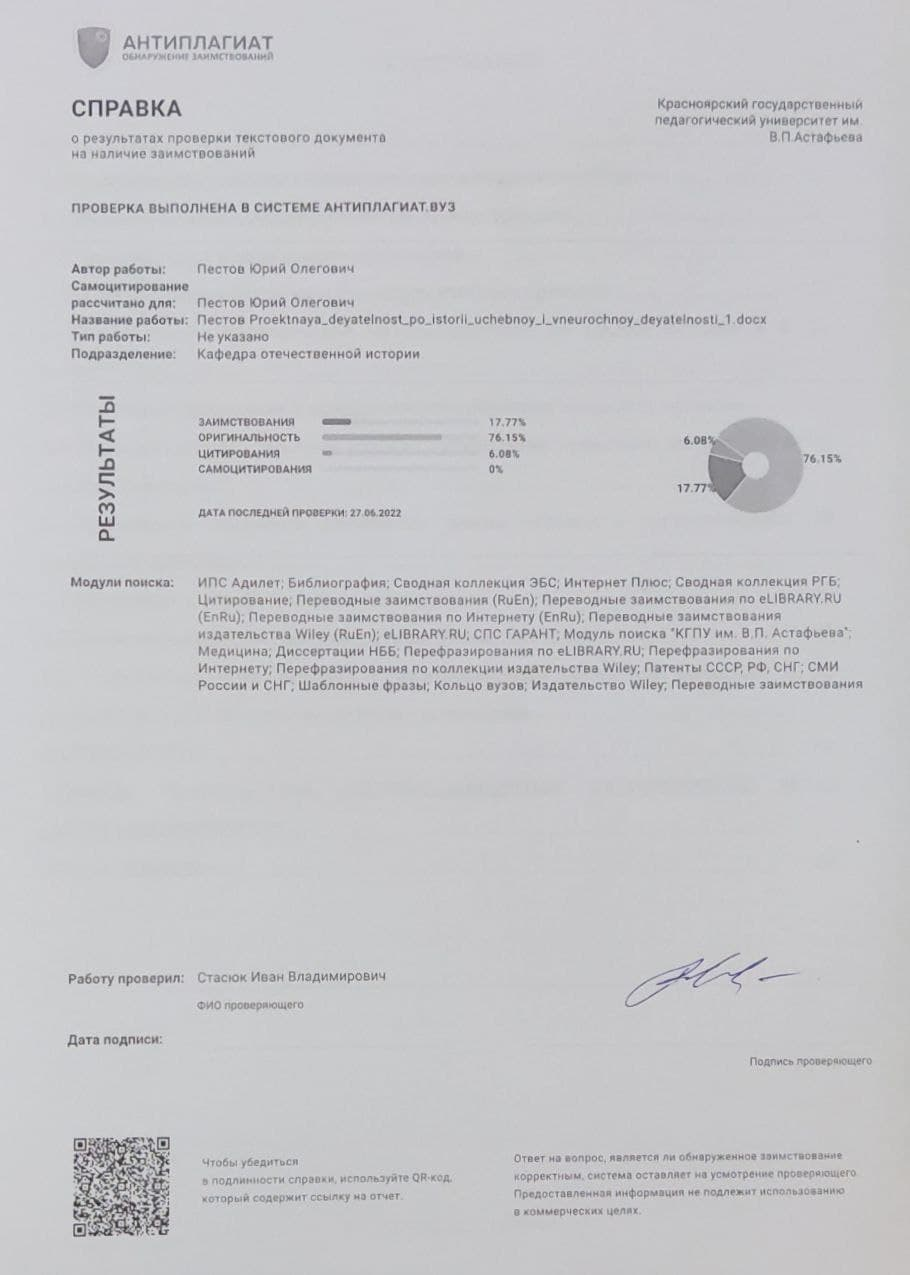 АНТИПЛАГИАТ
ОБНАРУЖЕНИЕ ЗАИМСТВОВАНИЙ
СПРАВКА
о результатах проверки текстового документа
на наличие заимствований
Красноярский государственный
педагогический университет им.
В.П.Астафьева
ПРОВЕРКА ВЫПОЛНЕНА В СИСТЕМЕ АНТИПЛАГИАТ.ВУЗ
Автор работы: Пестов Юрий Олегович
Самоцитирование
рассчитано для: Пестов Юрий Олегович
Название работы: Пестов Proektnaya_deyatelnost_po_istorii_uchebnoy_i_vneurochnoy_deyatelnosti_1.docx
Тип работы: Не указано
Подразделение: Кафедра отечественной истории
РЕЗУЛЬТАТЫ
ЗАИМСТВОВАНИЯ 17.77%
ОРИГИНАЛЬНОСТЬ 76.15%
ЦИТИРОВАНИЯ 6.08%
САМОЦИТИРОВАНИЯ 0%
6.08%
76.15%
17.77%
ДАТА ПОСЛЕДНЕЙ ПРОВЕРКИ: 27.06.2022
Модули поиска: ИПС Адилет; Библиография; Сводная коллекция ЭБС; Интернет Плюс; Сводная коллекция РГБ;
Цитирование; Переводные заимствования (RuEn); Переводные заимствования по eLIBRARY.RU
(EnRu); Переводные заимствования по Интернету (EnRu); Переводные заимствования
издательства Wiley (RuEn); eLIBRARY.RU; СПС ГАРАНТ; Модуль поиска "КГПУ им. В.П. Астафьева";
Медицина; Диссертации НББ; Перефразирования по eLIBRARY.RU; Перефразирования по
Интернету; Перефразирования по коллекции издательства Wiley; Патенты СССР, РФ, СНГ; СМИ
России и СНГ; Шаблонные фразы; Кольцо вузов; Издательство Wiley; Переводные заимствования
Работу проверил: Стасюк Иван Владимирович
ФИО проверяющего
Дата подписи:
Подпись проверяющего
Чтобы убедиться
в подлинности справки, используйте QR-код,
который содержит ссылку на отчет.
Ответ на вопрос, является ли обнаруженное заимствование
корректным, система оставляет на усмотрение проверяющего.
Предоставленная информация не подлежит использованию
в коммерческих целях.